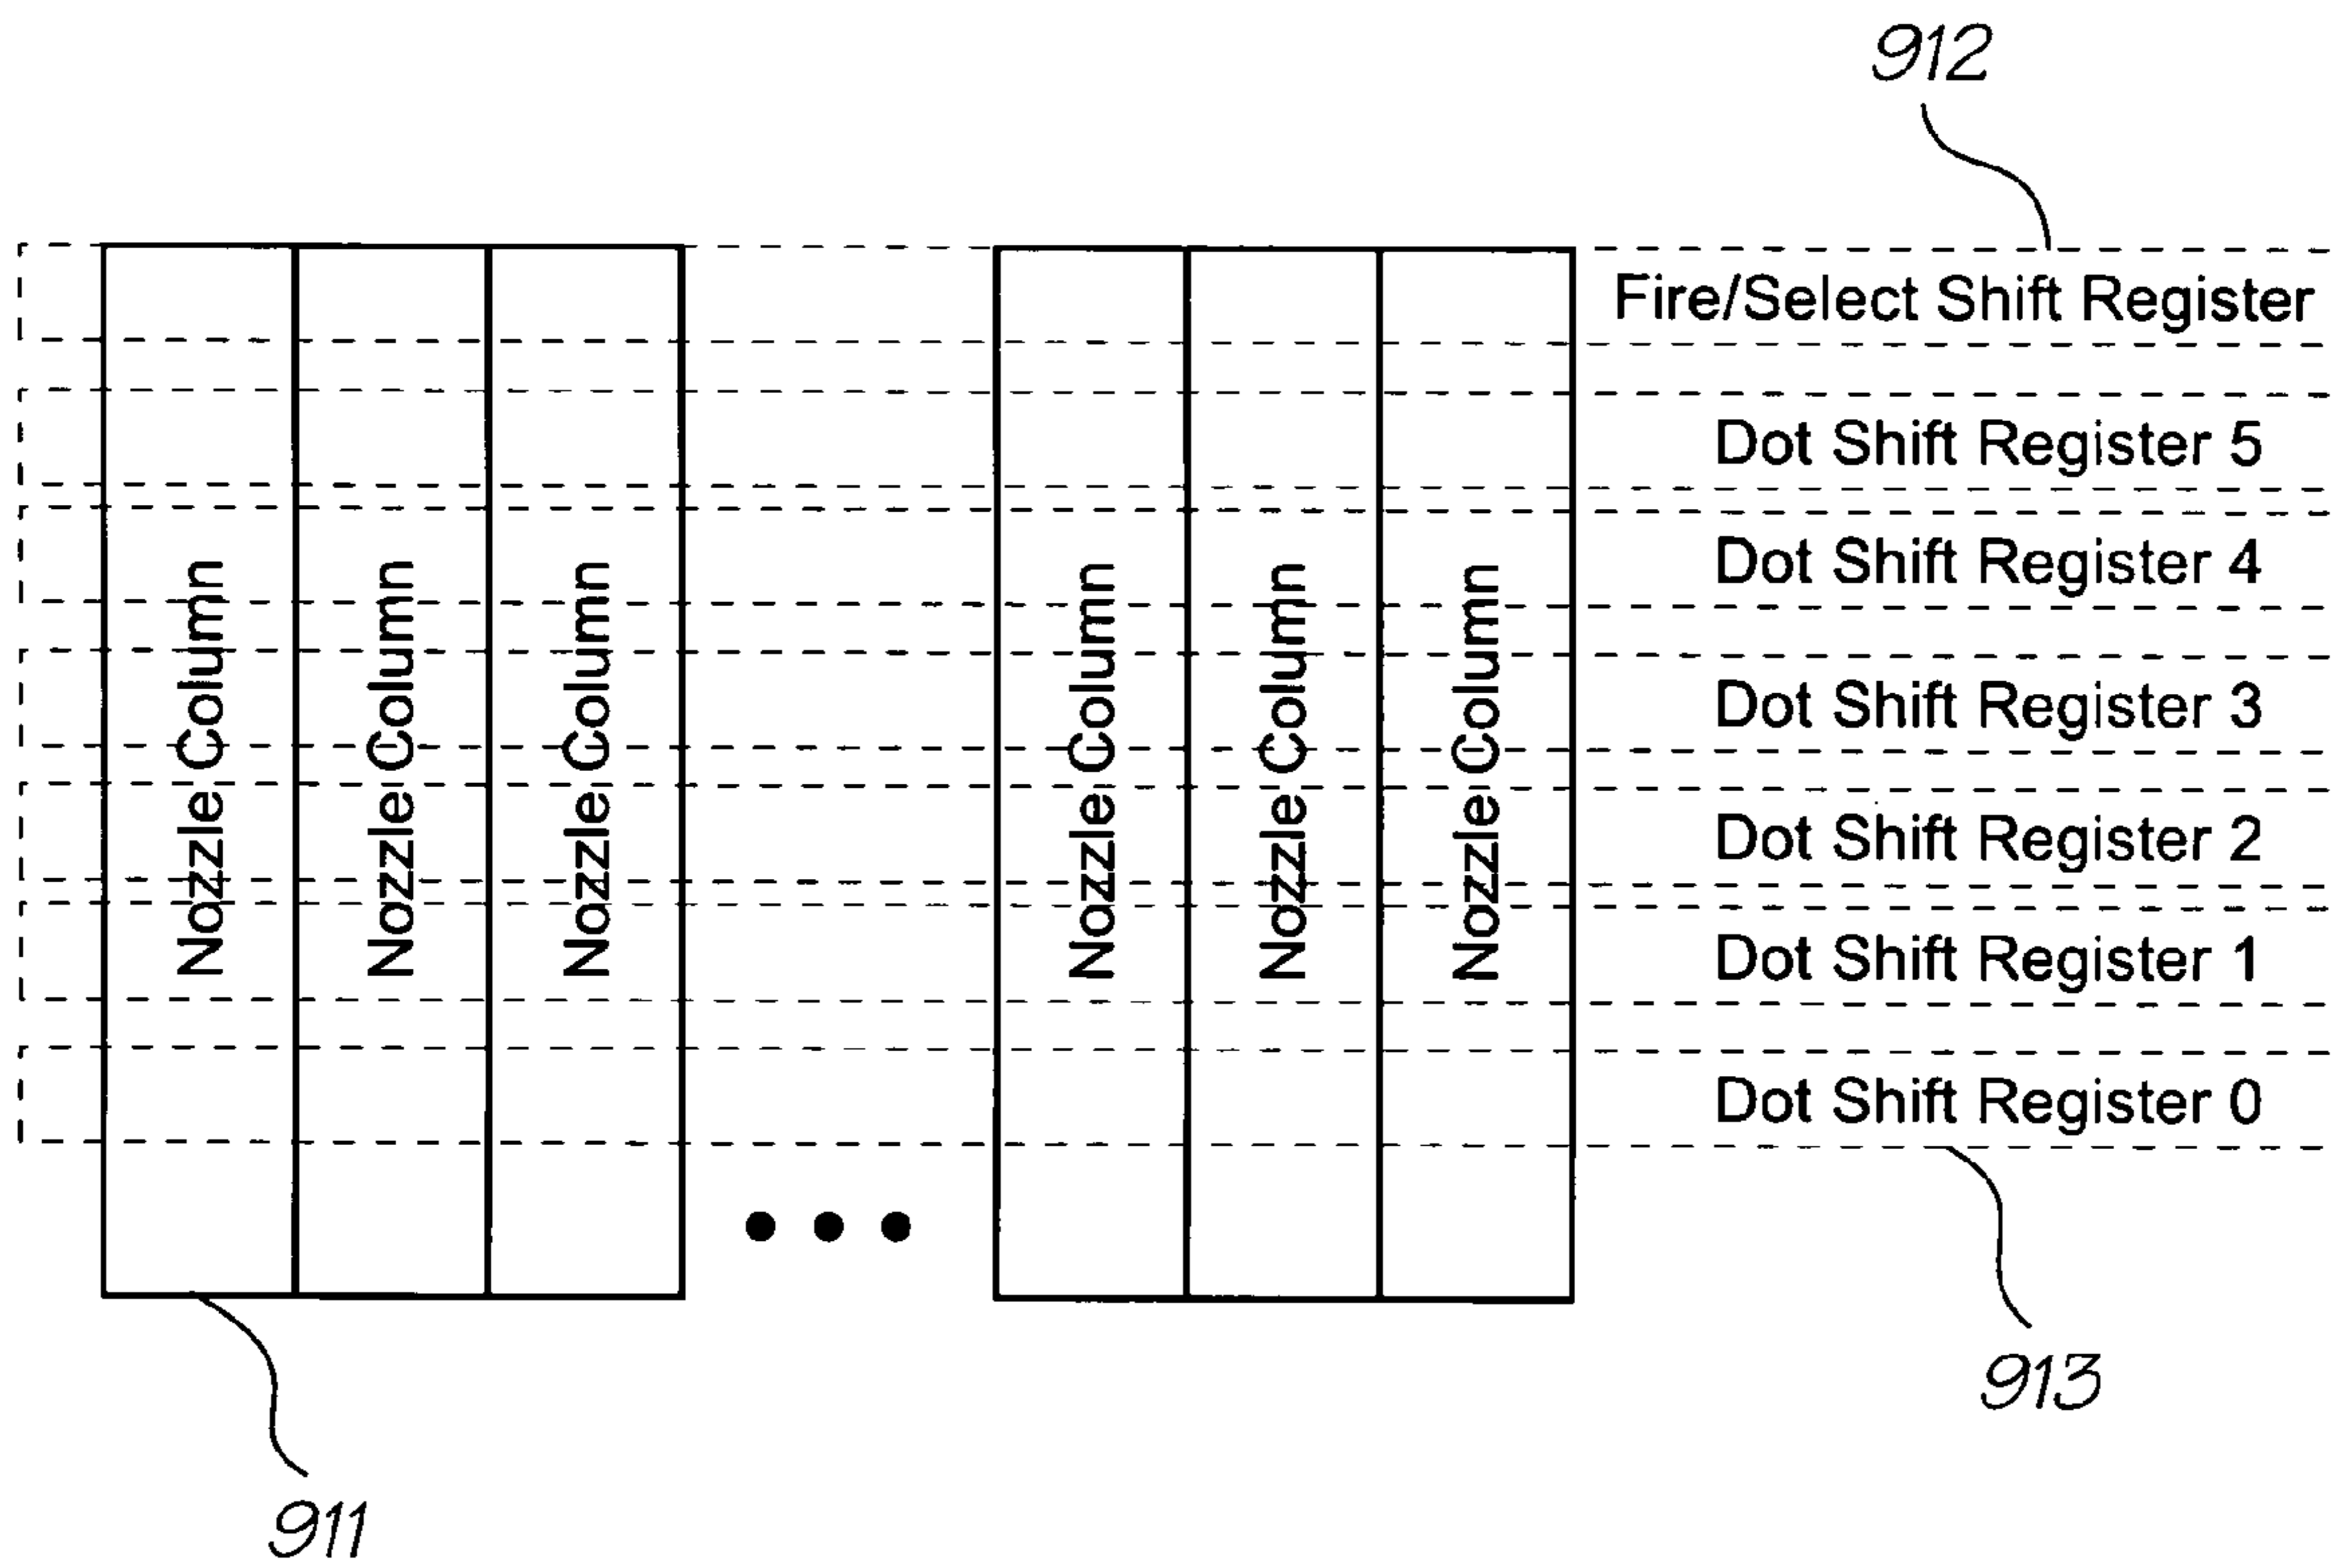 912
Fire/Select Shift Register
Dot Shift Register 5
Dot Shift Register 4
Dot Shift Register 3
Dot Shift Register 2
Dot Shift Register 1
Dot Shift Register 0
Nozzle Column
Nozzle Column
Nozzle Column
Nozzle Column
Nozzle Column
Nozzle Column
913
911